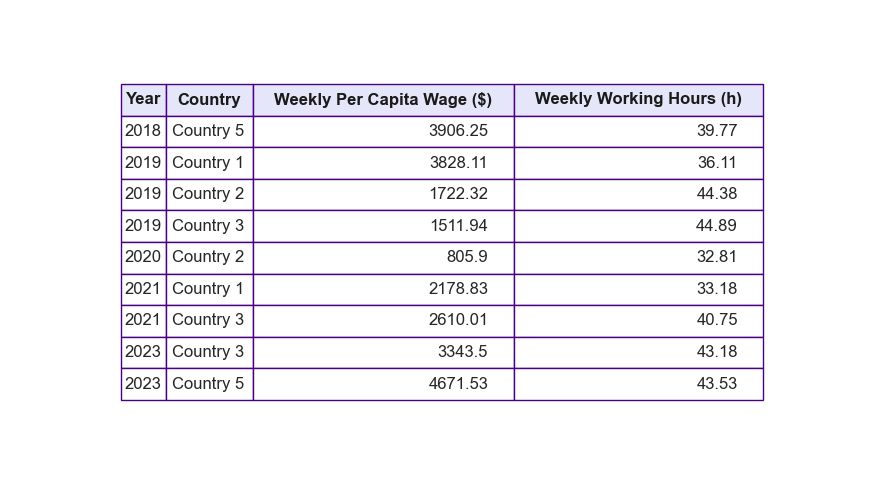 Year Country Weekly Per Capita Wage ($) Weekly Working Hours (h)
2018 Country 5 3906.25 39.77
2019 Country 1 3828.11 36.11
2019 Country 2 1722.32 44.38
2019 Country 3 1511.94 44.89
2020 Country 2 805.9 32.81
2021 Country 1 2178.83 33.18
2021 Country 3 2610.01 40.75
2023 Country 3 3343.5 43.18
2023 Country 5 4671.53 43.53